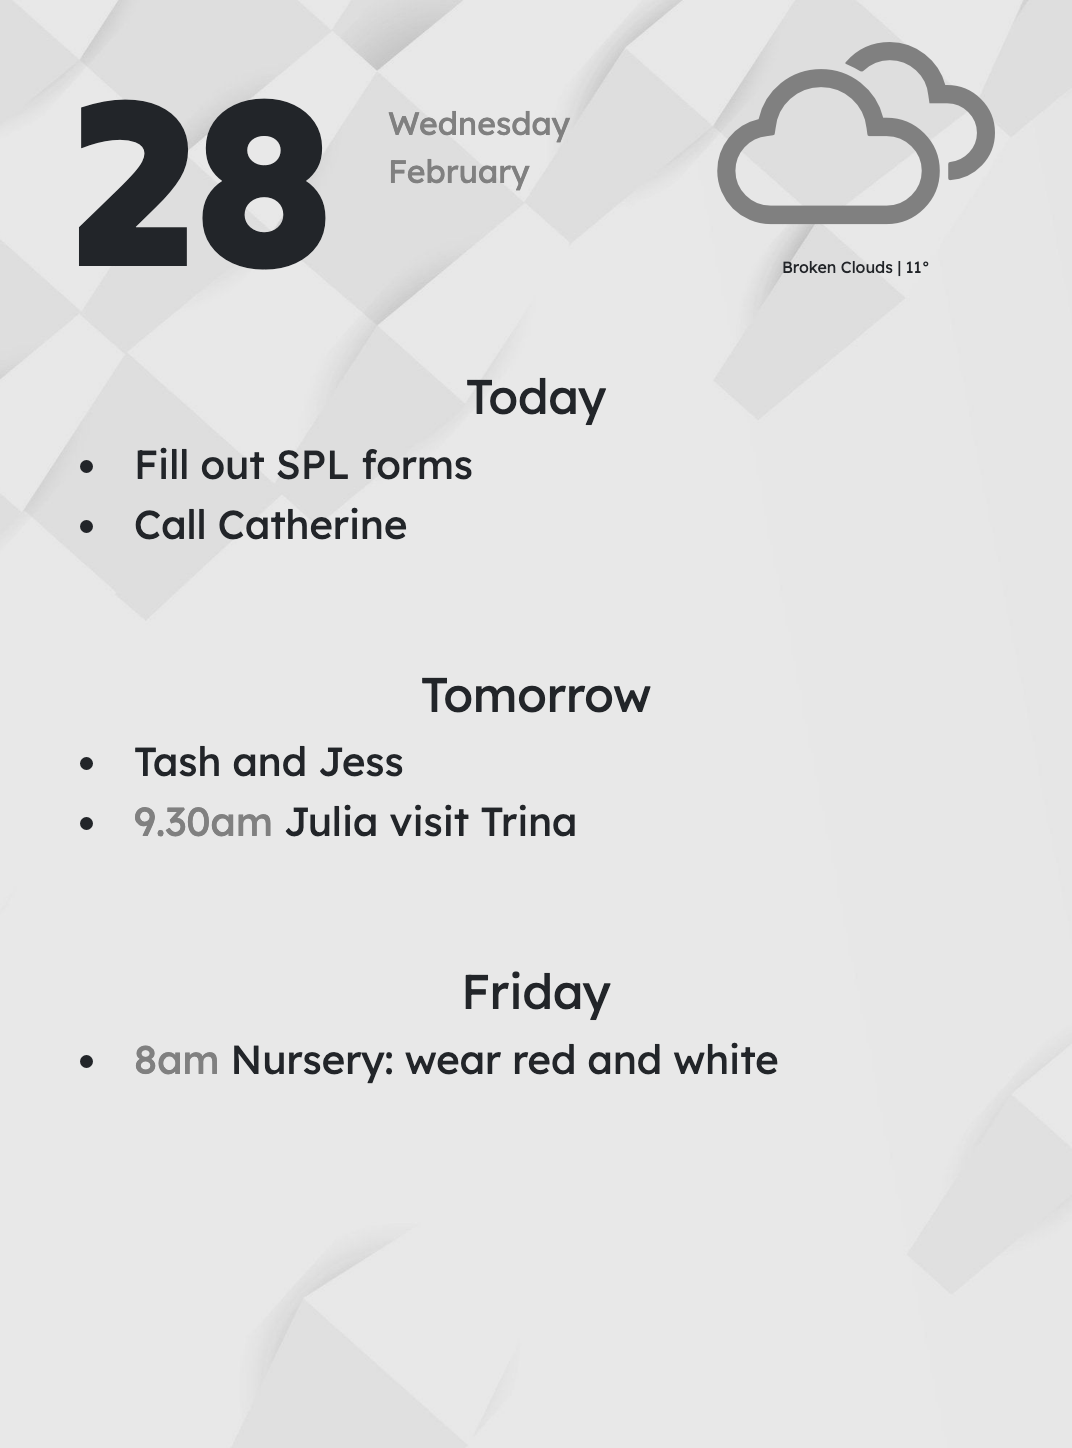 28
Wednesday
February
Broken Clouds | 11°
Today
• Fill out SPL forms
• Call Catherine
Tomorrow
• Tash and Jess
• 9.30am Julia visit Trina
Friday
• 8am Nursery: wear red and white